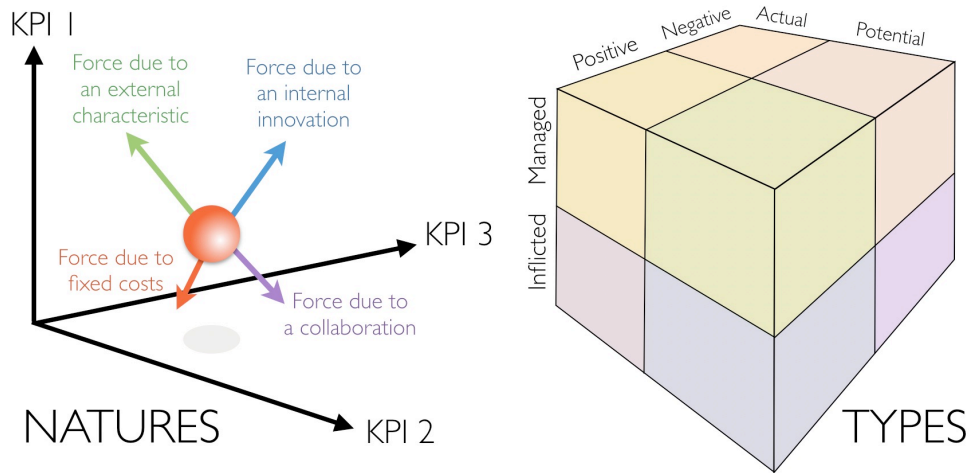 KPI 1
Force due to
an external
characteristic
Force due to
an internal
innovation
KPI 3
Force due to
fixed costs
Force due to
a collaboration
KPI 2
NATURES
Positive
Negative
Actual
Potential
Managed
Inflicted
TYPES